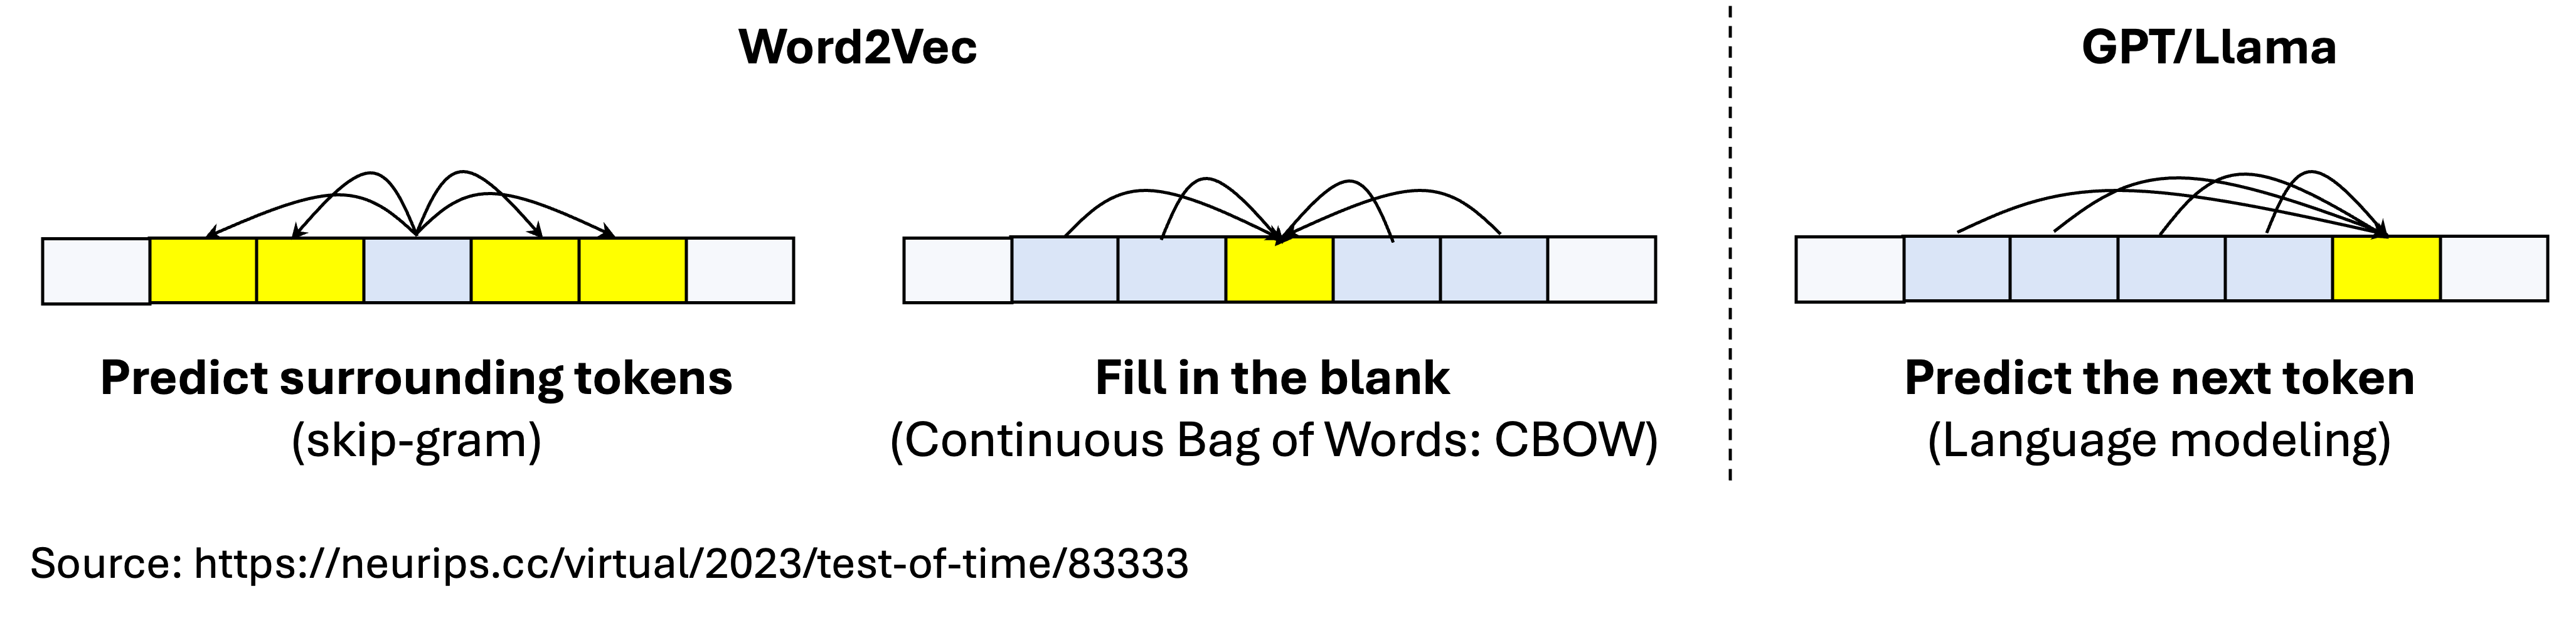 Word2Vec
GPT/Llama
Predict surrounding tokens
(skip-gram)
Fill in the blank
(Continuous Bag of Words: CBOW)
Predict the next token
(Language modeling)
Source: https://neurips.cc/virtual/2023/test-of-time/83333